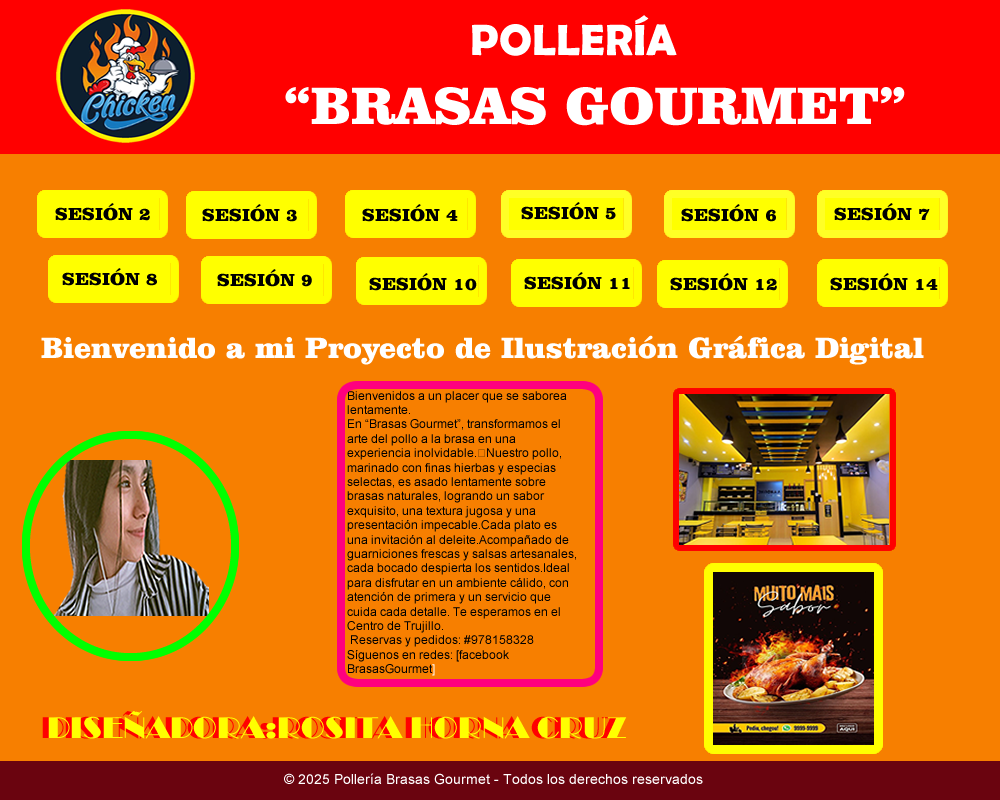 Chicken
POLLERÍA
“BRASAS GOURMET”
SESIÓN 2
SESIÓN 3
SESIÓN 4
SESIÓN 5
SESIÓN 6
SESIÓN 7
SESIÓN 8
SESIÓN 9
SESIÓN 10
SESIÓN 11
SESIÓN 12
SESIÓN 14
Bienvenido a mi Proyecto de Ilustración Gráfica Digital
Bienvenidos a un placer que se saborea
lentamente.
En “Brasas Gourmet”, transformamos el
arte del pollo a la brasa en una
experiencia inolvidable.□Nuestro pollo,
marinado con finas hierbas y especias
selectas, es asado lentamente sobre
brasas naturales, logrando un sabor
exquisito, una textura jugosa y una
presentación impecable.Cada plato es
una invitación al deleite.Acompañado de
guarniciones frescas y salsas artesanales,
cada bocado despierta los sentidos.Ideal
para disfrutar en un ambiente cálido, con
atención de primera y un servicio que
cuida cada detalle. Te esperamos en el
Centro de Trujillo.
Reservas y pedidos: #978158328
Síguenos en redes: [facebook
BrasasGourmet]
MUITO MAIS
Sabor
Pediu, chegou! 9999-9999
AQUI
DISEÑADORA:ROSITA HORNA CRUZ
© 2025 Pollería Brasas Gourmet - Todos los derechos reservados